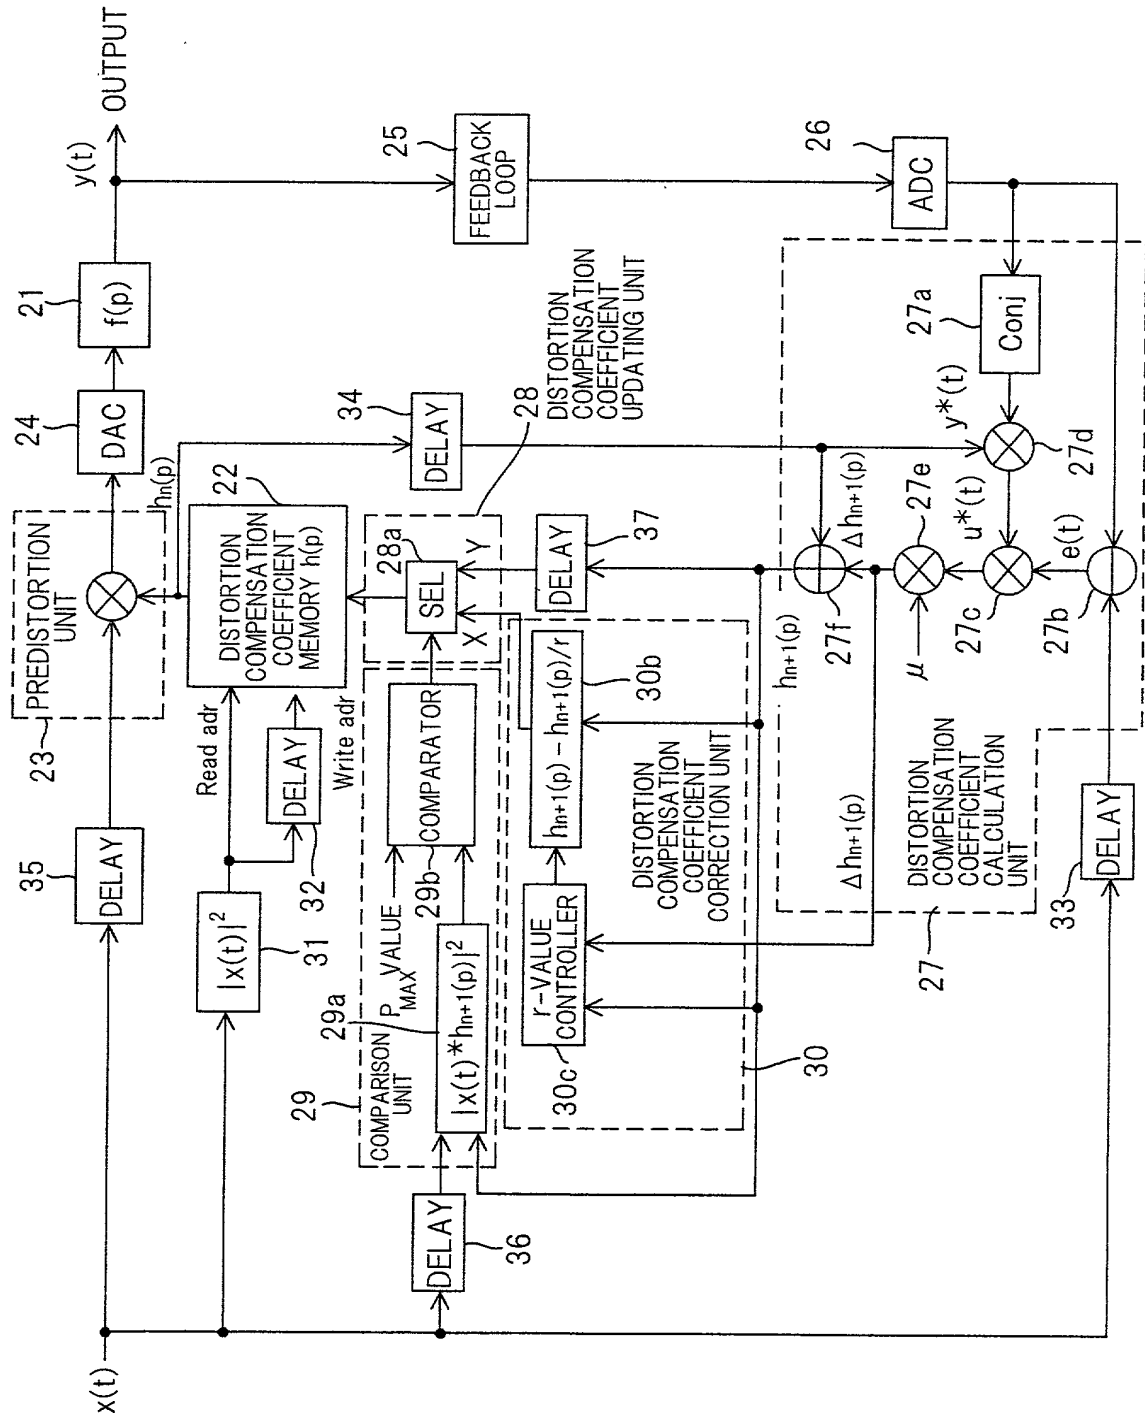 x(t)
35
DELAY
PREDISTORTION
UNIT
23
24
DAC
21
f(p)
y(t)
OUTPUT
hn(p)
|x(t)|2
31
Read adr
DELAY
32
Write adr
DISTORTION
COMPENSATION
COEFFICIENT
MEMORY h(p)
22
34
DELAY
25
FEEDBACK
LOOP
29
COMPARISON
UNIT
PMAX VALUE
29a
|x(t)*hn+1(p)|2
29b
COMPARATOR
28a
SEL
X
Y
28
DISTORTION
COMPENSATION
COEFFICIENT
UPDATING UNIT
DELAY
36
DELAY
37
r-VALUE
CONTROLLER
30c
hn+1(p)–hn+1(p)/r
30b
DISTORTION
COMPENSATION
COEFFICIENT
CORRECTION UNIT
30
26
ADC
hn+1(p)
27f
Δhn+1(p)
Δhn+1(p)
27e
μ
27a
Conj
y*(t)
27d
u*(t)
27c
e(t)
27b
DISTORTION
COMPENSATION
COEFFICIENT
CALCULATION
UNIT
27
33
DELAY